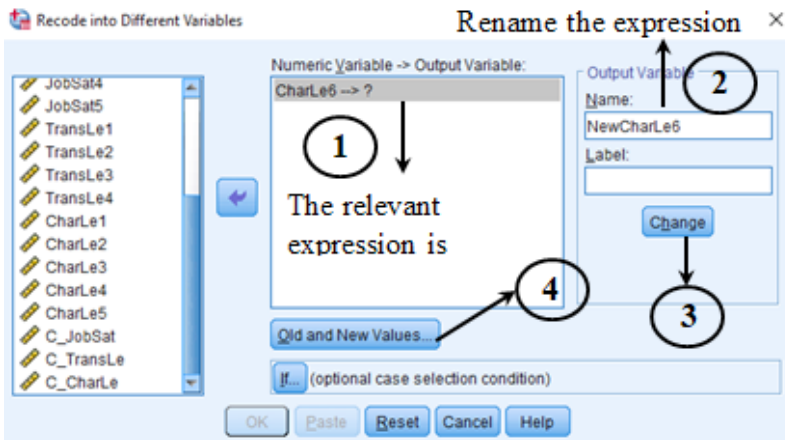 Recode into Different Variables
Rename the expression
Numeric Variable -> Output Variable:
CharLe6 --> ?
JobSat4
JobSat5
TransLe1
TransLe2
TransLe3
TransLe4
CharLe1
CharLe2
CharLe3
CharLe4
CharLe5
C_JobSat
C_TransLe
C_CharLe
1
The relevant
expression is
Output Variable
2
Name:
NewCharLe6
Label:
Change
3
4
Old and New Values...
If... (optional case selection condition)
OK Paste Reset Cancel Help